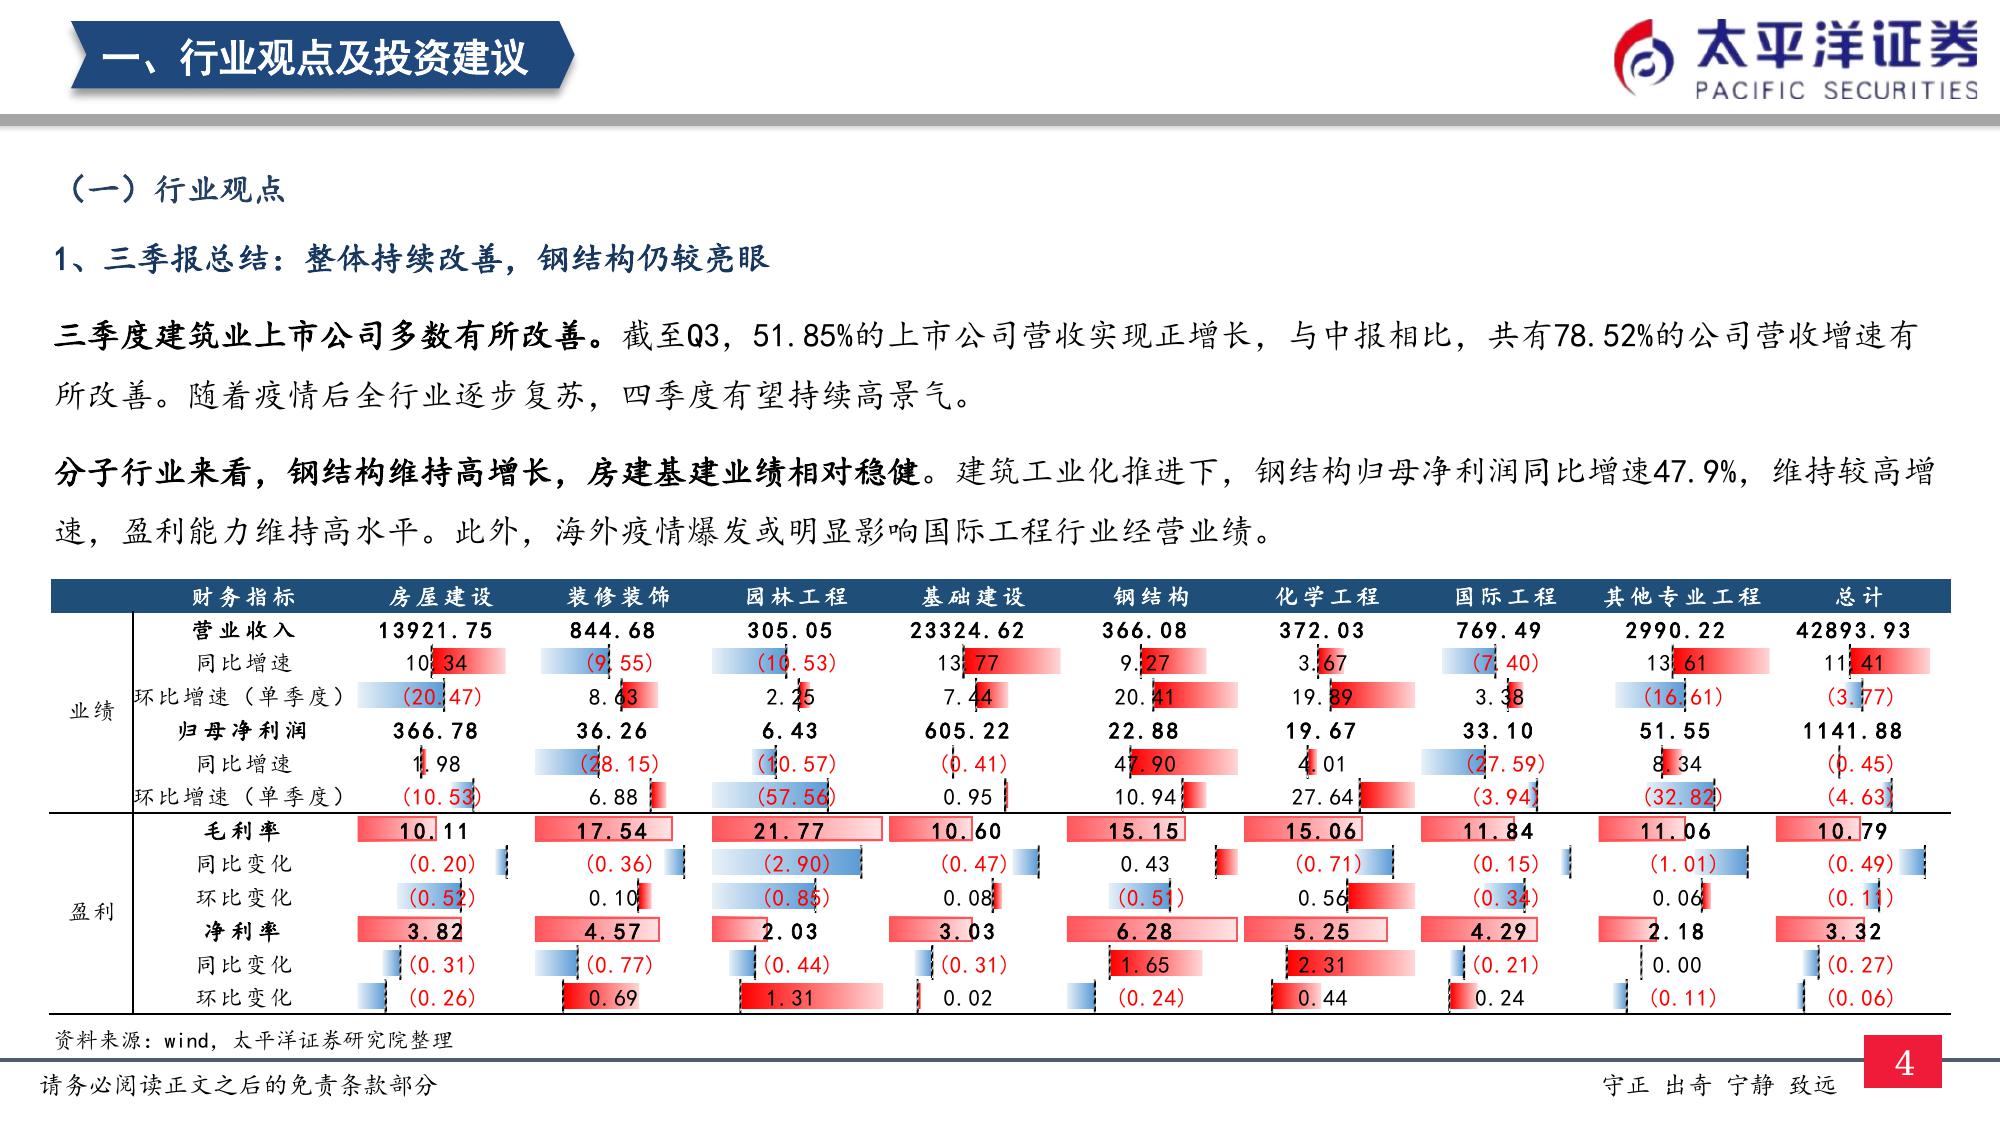 一、行业观点及投资建议
太平洋证券
PACIFIC SECURITIES
（一）行业观点
1、三季报总结：整体持续改善，钢结构仍较亮眼
三季度建筑业上市公司多数有所改善。截至Q3，51.85%的上市公司营收实现正增长，与中报相比，共有78.52%的公司营收增速有
所改善。随着疫情后全行业逐步复苏，四季度有望持续高景气。
分子行业来看，钢结构维持高增长，房建基建业绩相对稳健。建筑工业化推进下，钢结构归母净利润同比增速47.9%，维持较高增
速，盈利能力维持高水平。此外，海外疫情爆发或明显影响国际工程行业经营业绩。
财务指标 房屋建设 装修装饰 园林工程 基础建设 钢结构 化学工程 国际工程 其他专业工程 总计
营业收入 13921.75 844.68 305.05 23324.62 366.08 372.03 769.49 2990.22 42893.93
同比增速 10.34 (9.55) (10.53) 13.77 9.27 3.67 (7.40) 13.61 11.41
环比增速（单季度） (20.47) 8.63 2.25 7.44 20.41 19.89 3.38 (16.61) (3.77)
业绩
归母净利润 366.78 36.26 6.43 605.22 22.88 19.67 33.10 51.55 1141.88
同比增速 1.98 (28.15) (10.57) (0.41) 47.90 4.01 (27.59) 8.34 (0.45)
环比增速（单季度） (10.53) 6.88 (57.56) 0.95 10.94 27.64 (3.94) (32.82) (4.63)
毛利率 10.11 17.54 21.77 10.60 15.15 15.06 11.84 11.06 10.79
同比变化 (0.20) (0.36) (2.90) (0.47) 0.43 (0.71) (0.15) (1.01) (0.49)
环比变化 (0.52) 0.10 (0.85) 0.08 (0.51) 0.56 (0.34) 0.06 (0.11)
盈利
净利率 3.82 4.57 2.03 3.03 6.28 5.25 4.29 2.18 3.32
同比变化 (0.31) (0.77) (0.44) (0.31) 1.65 2.31 (0.21) 0.00 (0.27)
环比变化 (0.26) 0.69 1.31 0.02 (0.24) 0.44 0.24 (0.11) (0.06)
资料来源：wind，太平洋证券研究院整理
请务必阅读正文之后的免责条款部分
守正 出奇 宁静 致远
4